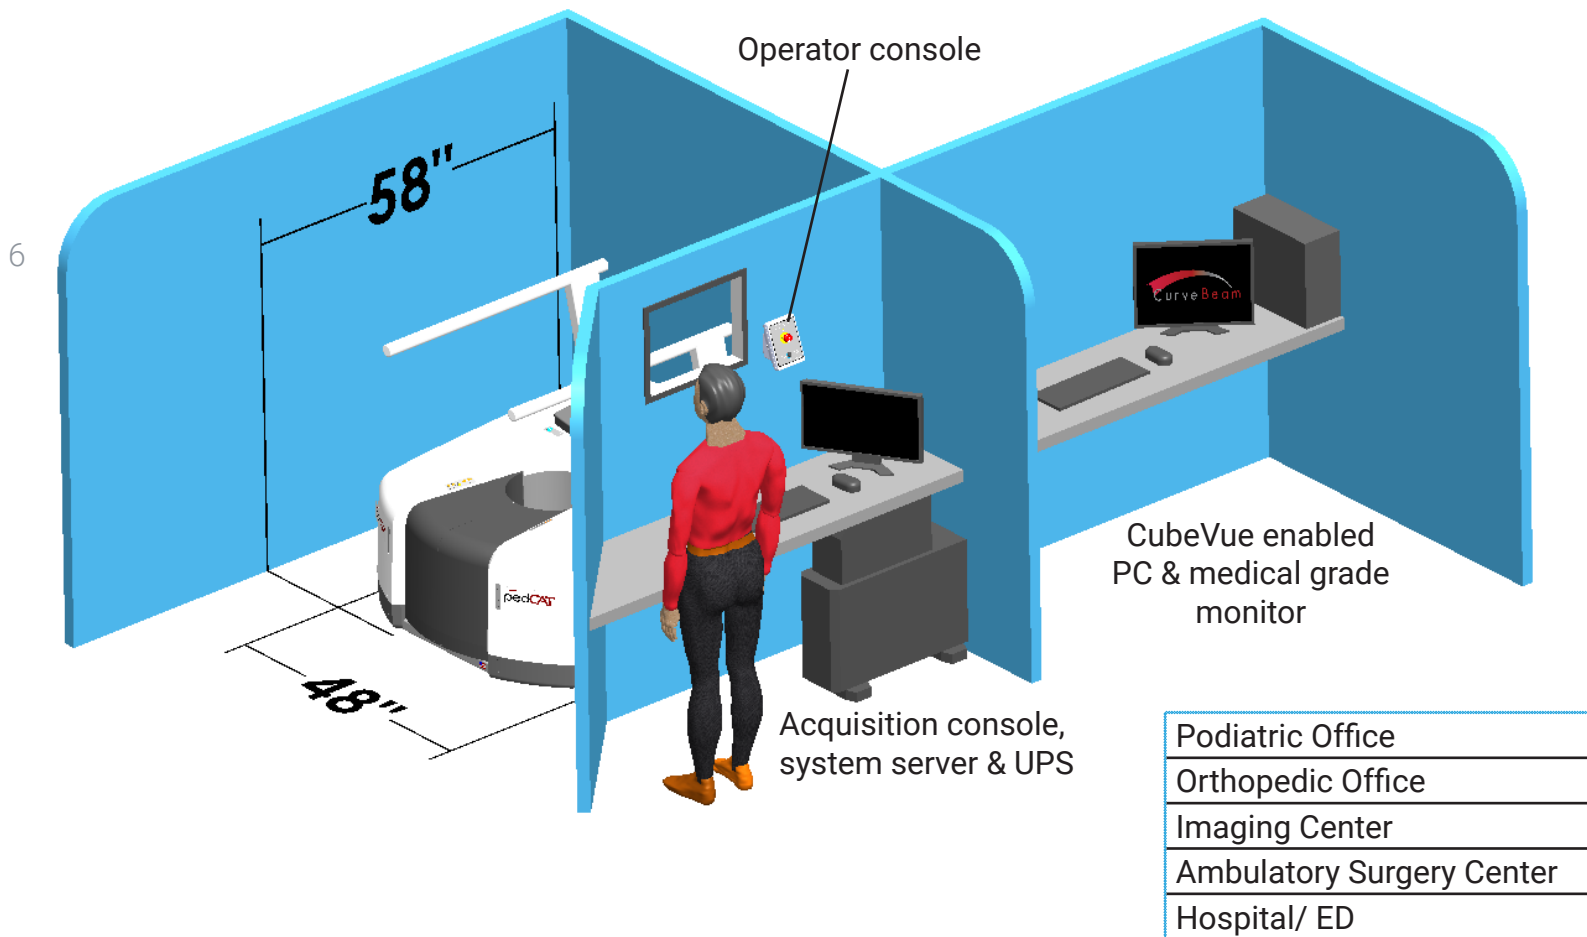 Operator console
58"
6
CurveBeam
pedCAT
48"
CubeVue enabled
PC & medical grade
monitor
Acquisition console,
system server & UPS
Podiatric Office
Orthopedic Office
Imaging Center
Ambulatory Surgery Center
Hospital/ ED